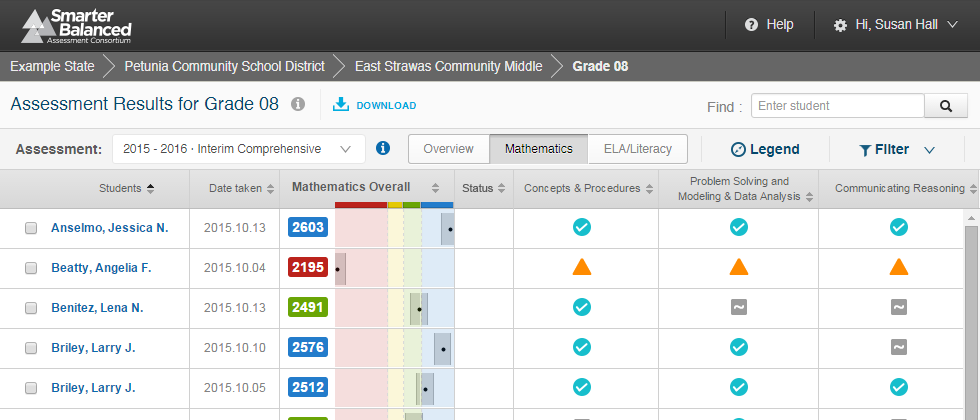 Smarter
Balanced
Assessment Consortium
Help
Hi, Susan Hall
Example State
Petunia Community School District
East Strawas Community Middle
Grade 08
Assessment Results for Grade 08
DOWNLOAD
Find :
Enter student
Assessment:
2015 - 2016 · Interim Comprehensive
Overview
Mathematics
ELA/Literacy
Legend
Filter
Students
Date taken
Mathematics Overall
Status
Concepts & Procedures
Problem Solving and
Modeling & Data Analysis
Communicating Reasoning
Anselmo, Jessica N. 2015.10.13 2603
Beatty, Angelia F. 2015.10.04 2195
Benitez, Lena N. 2015.10.13 2491
Briley, Larry J. 2015.10.10 2576
Briley, Larry J. 2015.10.05 2512